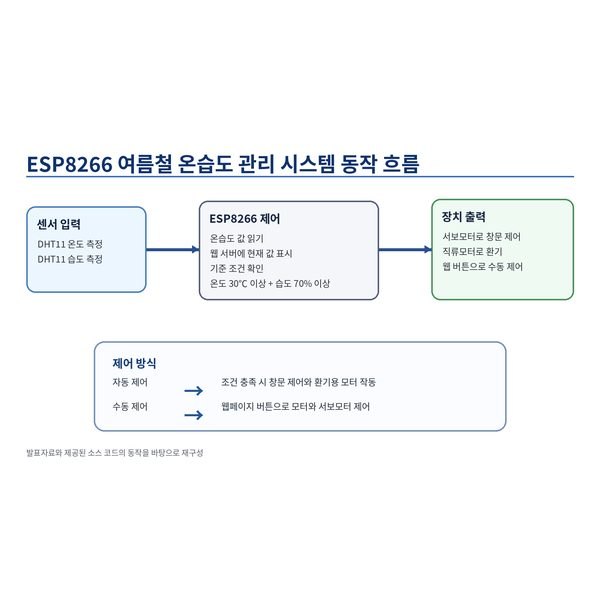 ESP8266 여름철 온습도 관리 시스템 동작 흐름
센서 입력
DHT11 온도 측정
DHT11 습도 측정
ESP8266 제어
온습도 값 읽기
웹 서버에 현재 값 표시
기준 조건 확인
온도 30℃ 이상 + 습도 70% 이상
장치 출력
서보모터로 창문 제어
직류모터로 환기
웹 버튼으로 수동 제어
제어 방식
자동 제어 → 조건 충족 시 창문 제어와 환기용 모터 작동
수동 제어 → 웹페이지 버튼으로 모터와 서보모터 제어
발표자료와 제공된 소스 코드의 동작을 바탕으로 재구성